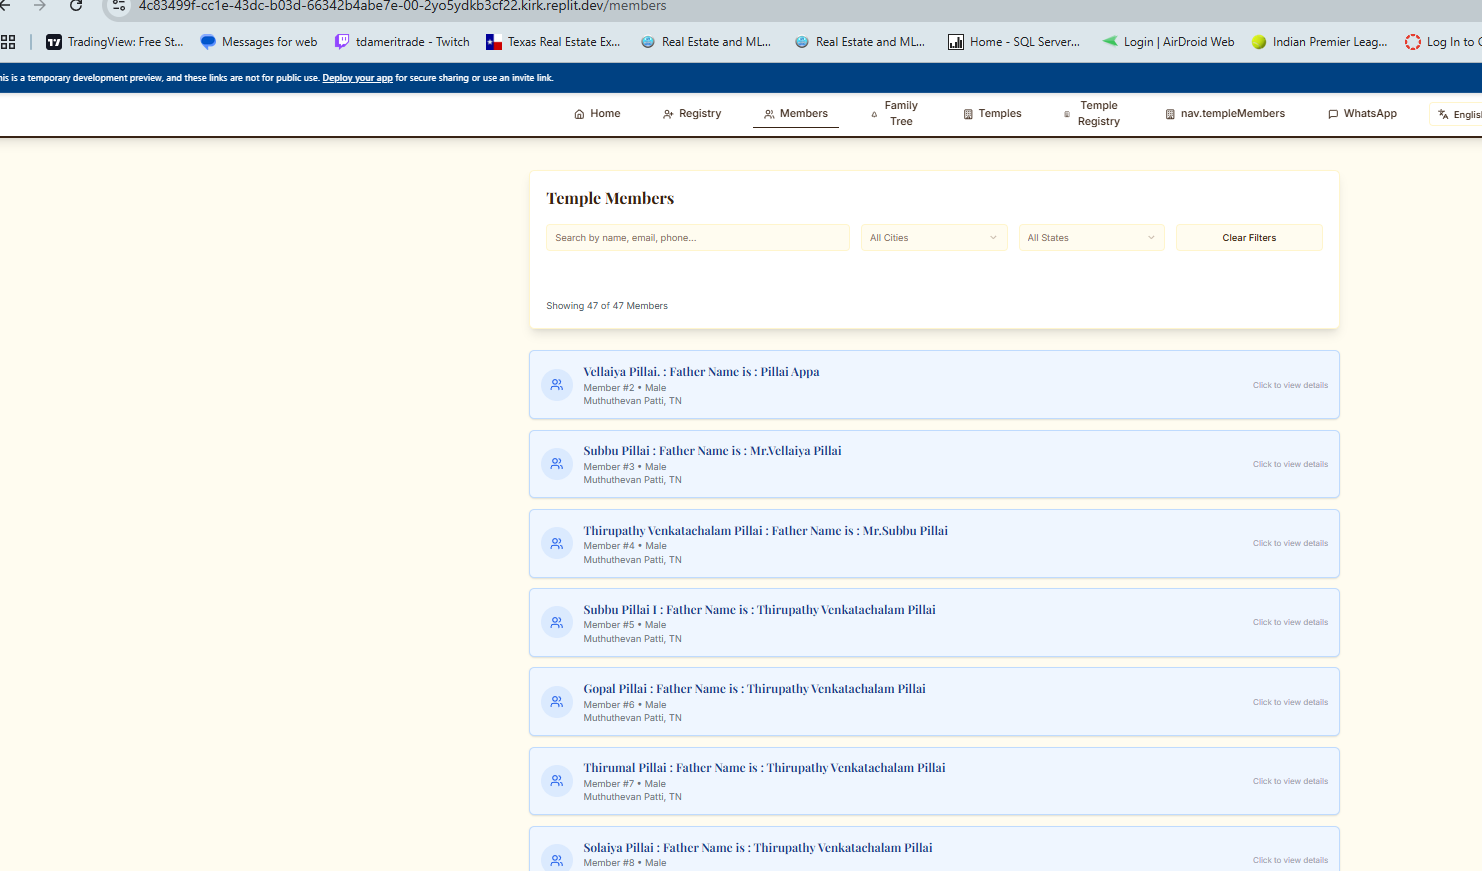 4c83499f-cc1e-43dc-b03d-66342b4abe7e-00-2yo5ydkb3cf22.kirk.replit.dev/members
TradingView: Free St... Messages for web tdameritrade - Twitch Texas Real Estate Ex... Real Estate and ML... Real Estate and ML... Home - SQL Server... Login | AirDroid Web Indian Premier Leag... Log In to
his is a temporary development preview, and these links are not for public use. Deploy your app for secure sharing or use an invite link.
Home Registry Members Family Tree Temples Temple Registry nav.templeMembers WhatsApp Englis
Temple Members
Search by name, email, phone... All Cities All States Clear Filters
Showing 47 of 47 Members
Vellaiya Pillai. : Father Name is : Pillai Appa
Member #2 • Male
Muthuthevan Patti, TN
Click to view details
Subbu Pillai : Father Name is : Mr.Vellaiya Pillai
Member #3 • Male
Muthuthevan Patti, TN
Click to view details
Thirupathy Venkatachalam Pillai : Father Name is : Mr.Subbu Pillai
Member #4 • Male
Muthuthevan Patti, TN
Click to view details
Subbu Pillai I : Father Name is : Thirupathy Venkatachalam Pillai
Member #5 • Male
Muthuthevan Patti, TN
Click to view details
Gopal Pillai : Father Name is : Thirupathy Venkatachalam Pillai
Member #6 • Male
Muthuthevan Patti, TN
Click to view details
Thirumal Pillai : Father Name is : Thirupathy Venkatachalam Pillai
Member #7 • Male
Muthuthevan Patti, TN
Click to view details
Solaiya Pillai : Father Name is : Thirupathy Venkatachalam Pillai
Member #8 • Male
Click to view details